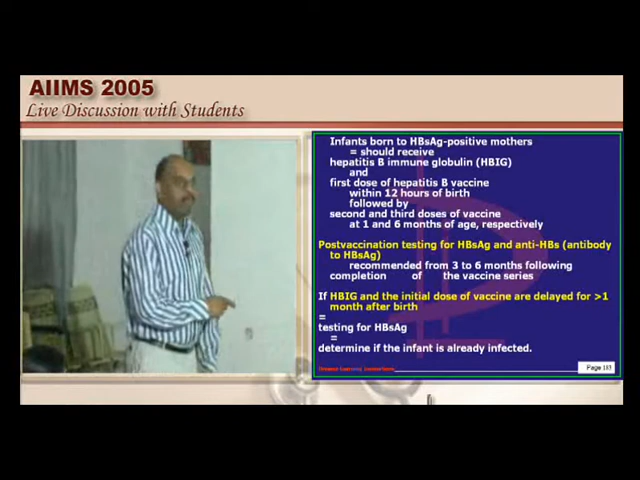 AIIMS 2005
Live Discussion with Students
Infants born to HBsAg-positive mothers
= should receive
hepatitis B immune globulin (HBIG)
and
first dose of hepatitis B vaccine
within 12 hours of birth
followed by
second and third doses of vaccine
at 1 and 6 months of age, respectively
Postvaccination testing for HBsAg and anti-HBs (antibody
to HBsAg)
recommended from 3 to 6 months following
completion of the vaccine series
If HBIG and the initial dose of vaccine are delayed for >1
month after birth
=
testing for HBsAg
=
determine if the infant is already infected.
Page 183